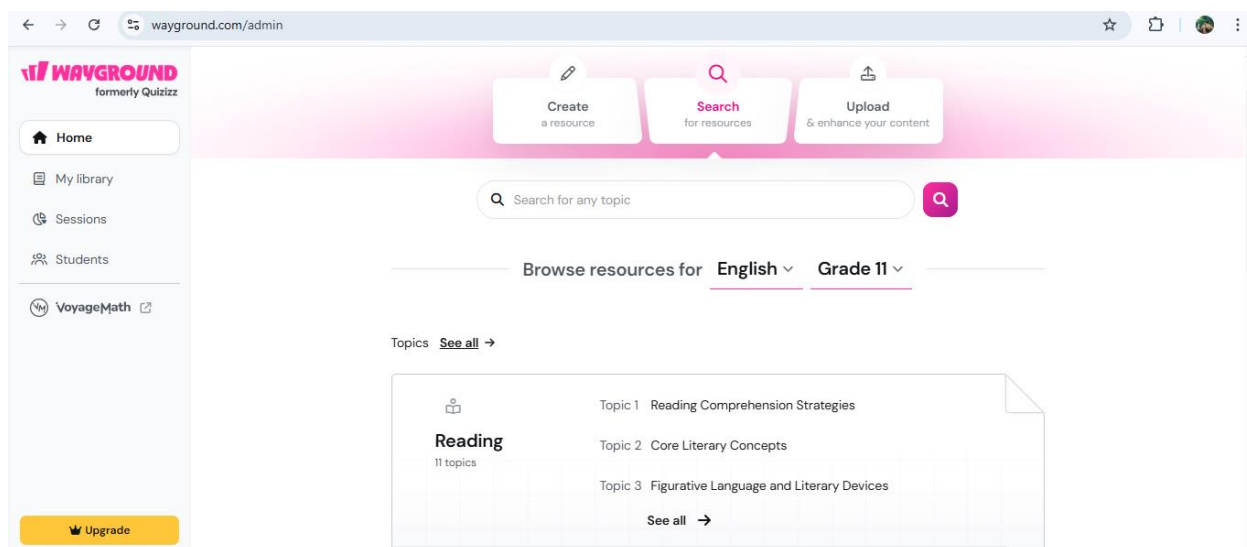 wayground.com/admin
WAYGROUND
formerly Quizizz
Home
My library
Sessions
Students
VM VoyageMath
Upgrade
Create
a resource
Search
for resources
Upload
& enhance your content
Search for any topic
Browse resources for English Grade 11
Topics See all →
Reading
11 topics
Topic 1 Reading Comprehension Strategies
Topic 2 Core Literary Concepts
Topic 3 Figurative Language and Literary Devices
See all →